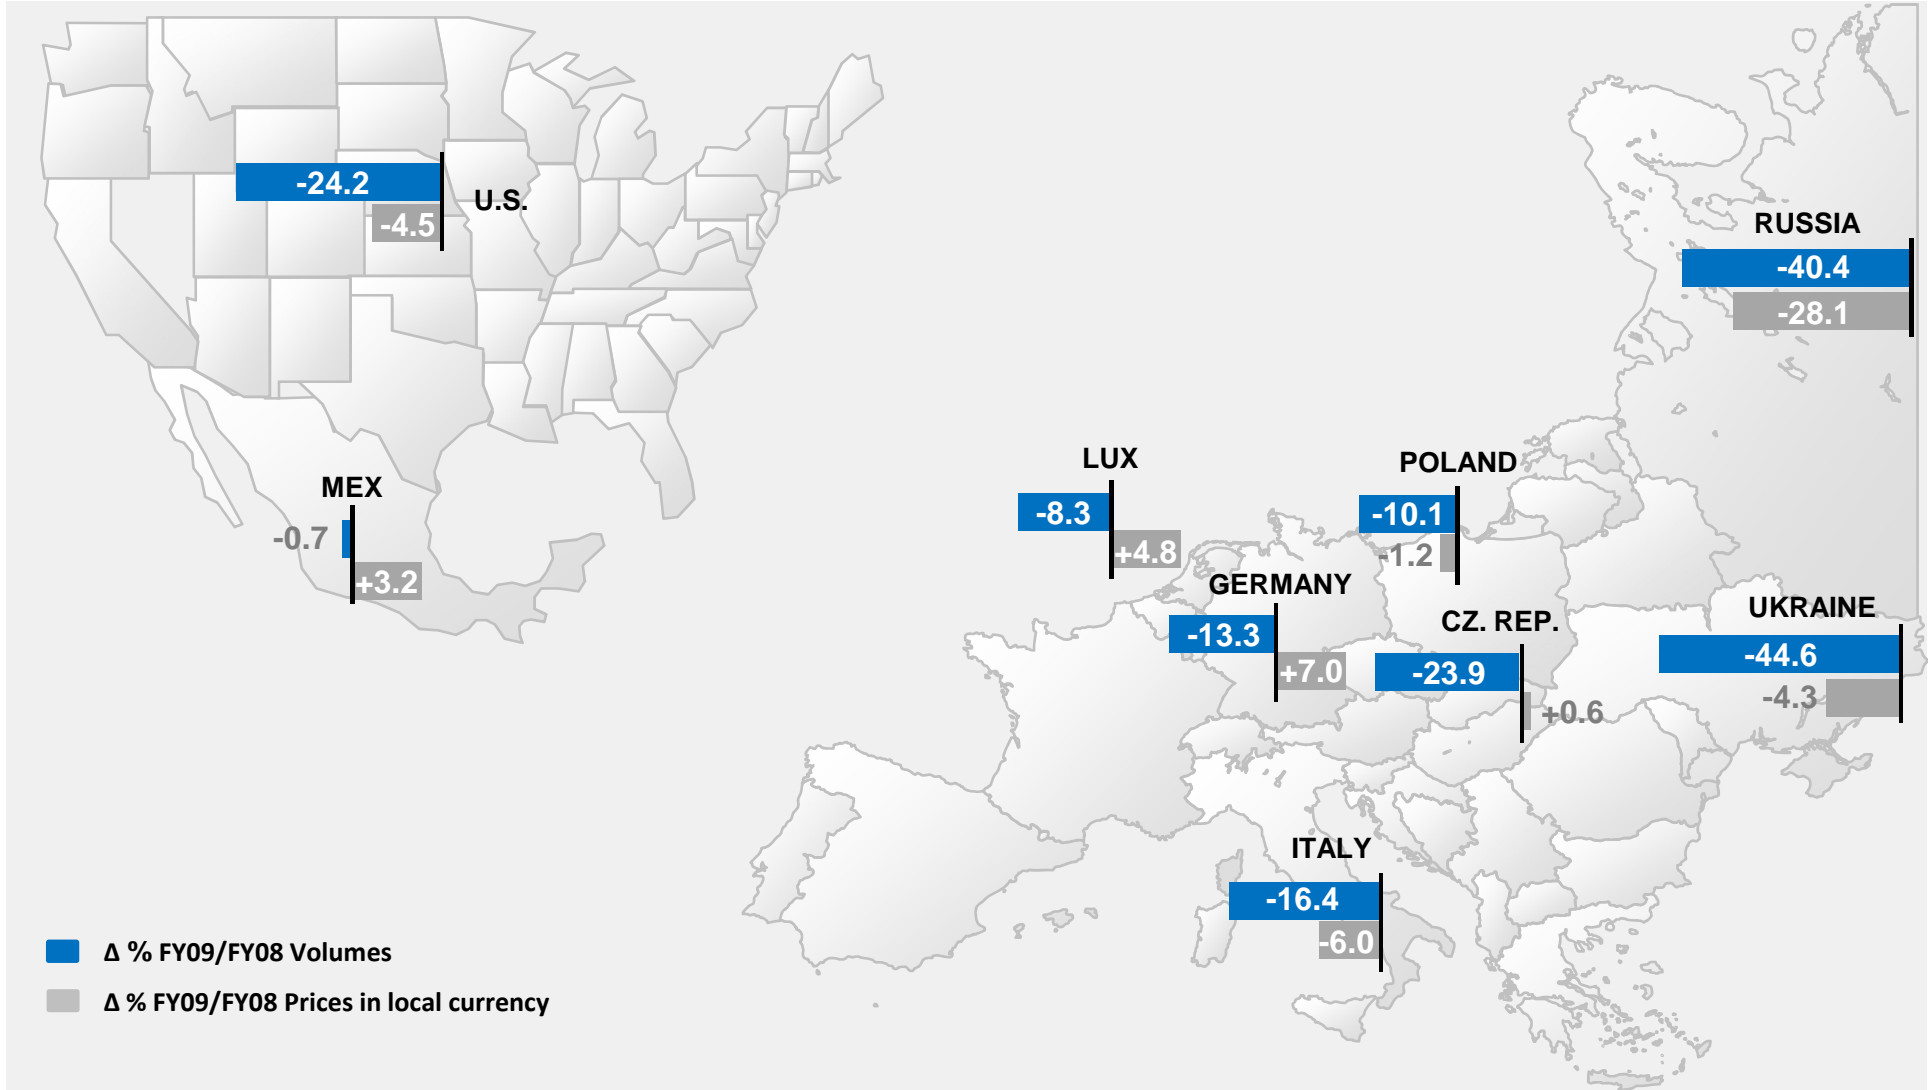 -24.2
-4.5
U.S.
MEX
-0.7
+3.2
RUSSIA
-40.4
-28.1
LUX
-8.3
+4.8
POLAND
-10.1
-1.2
GERMANY
-13.3
+7.0
CZ. REP.
-23.9
+0.6
UKRAINE
-44.6
-4.3
ITALY
-16.4
-6.0
Δ % FY09/FY08 Volumes
Δ % FY09/FY08 Prices in local currency